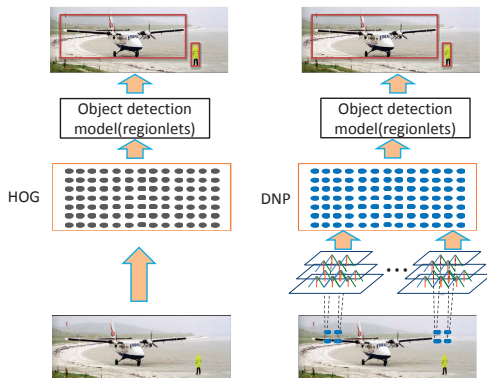 Object detection
model(regionlets)
HOG
Object detection
model(regionlets)
DNP
...